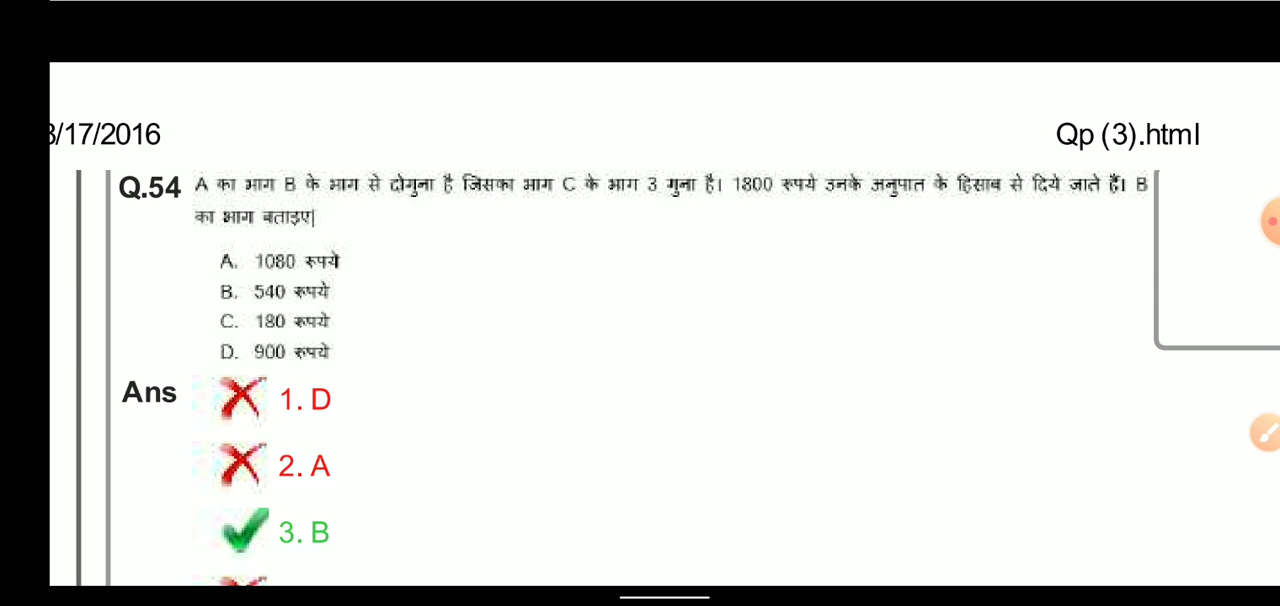 3/17/2016 Qp (3).html
Q.54 A का भाग B के भाग से दोगुना है जिसका भाग C के भाग 3 गुना है। 1800 रूपये उनके अनुपात के हिसाब से दिये जाते हैं। B
का भाग बताइए|
A. 1080 रूपये
B. 540 रूपये
C. 180 रूपये
D. 900 रूपये
Ans 1. D
2. A
3. B